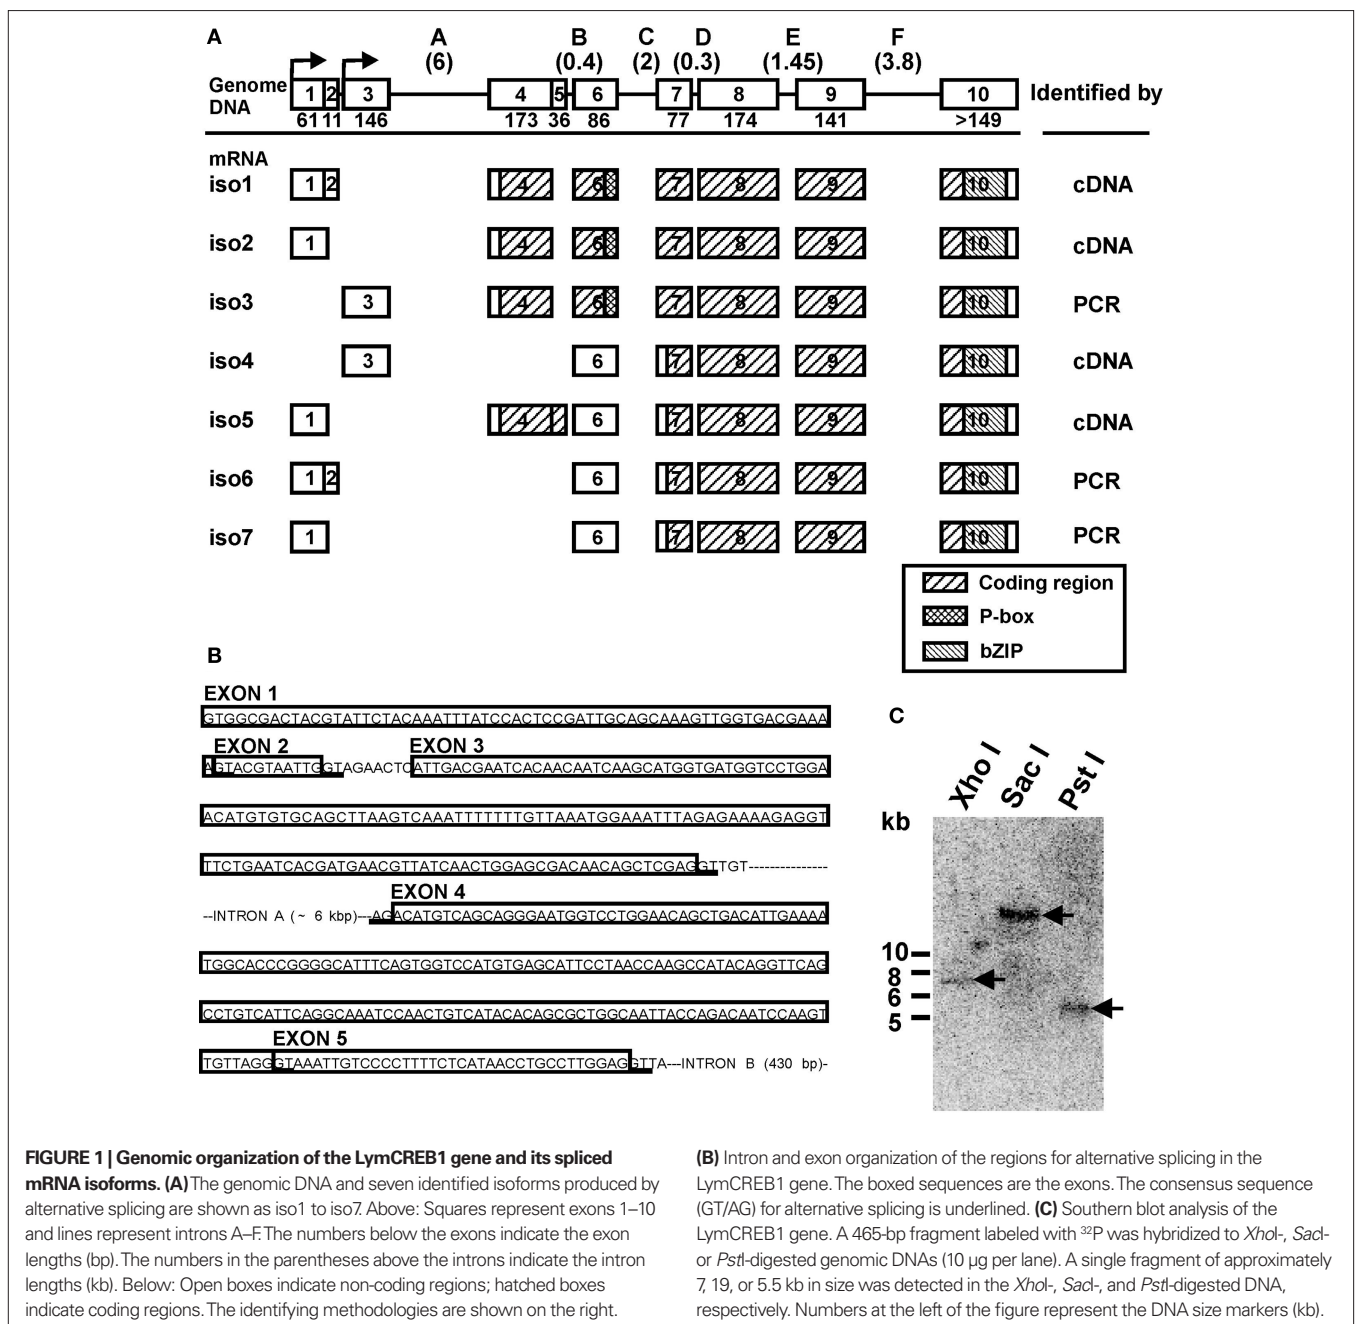 A
A B C D E F
(6) (0.4) (2) (0.3) (1.45) (3.8)
Genome DNA 1 2 3 4 5 6 7 8 9 10 Identified by
61 11 146 173 36 86 77 174 141 >149
mRNA
iso1 1 2 4 6 7 8 9 10 cDNA
iso2 1 4 6 7 8 9 10 cDNA
iso3 3 4 6 7 8 9 10 PCR
iso4 3 6 7 8 9 10 cDNA
iso5 1 4 6 7 8 9 10 cDNA
iso6 1 2 6 7 8 9 10 PCR
iso7 1 6 7 8 9 10 PCR
Coding region
P-box
bZIP
B
EXON 1
GTGGCGACTACGTATTCTACAAATTTATCCACTCCGATTGCAGCAAAGTTGGTGACGAAA
EXON 2 EXON 3
AGTACGTAATTGGTAGAACTCATTGACGAATCACAACAATCAAGCATGGTGATGGTCCTGGA
ACATGTGTGCAGCTTAAGTCAAATTTTTTTGTTAAATGGAAATTTAGAGAAAAGAGGT
TTCTGAATCACGATGAACGTTATCAACTGGAGCGACAACAGCTCGAGGTTGT---------------
EXON 4
--INTRON A (~ 6 kbp)---AGACATGTCAGCAGGGAATGGTCCTGGAACAGCTGACATTGAAAA
TGGCACCCGGGGCATTTCAGTGGTCCATGTGAGCATTCCTAACCAAGCCATACAGGTTCAG
CCTGTCATTCAGGCAAATCCAACTGTCATACACAGCGCTGGCAATTACCAGACAATCCAAGT
EXON 5
TGTTAGGGTAAATTGTCCCCTTTTCTCATAACCTGCCTTGGAGGTTA---INTRON B (430 bp)-
C
Xho I Sac I Pst I
kb
10
8
6
5
FIGURE 1 | Genomic organization of the LymCREB1 gene and its spliced
mRNA isoforms. (A) The genomic DNA and seven identified isoforms produced by
alternative splicing are shown as iso1 to iso7. Above: Squares represent exons 1–10
and lines represent introns A–F. The numbers below the exons indicate the exon
lengths (bp). The numbers in the parentheses above the introns indicate the intron
lengths (kb). Below: Open boxes indicate non-coding regions; hatched boxes
indicate coding regions. The identifying methodologies are shown on the right.
(B) Intron and exon organization of the regions for alternative splicing in the
LymCREB1 gene. The boxed sequences are the exons. The consensus sequence
(GT/AG) for alternative splicing is underlined. (C) Southern blot analysis of the
LymCREB1 gene. A 465-bp fragment labeled with ³²P was hybridized to XhoI-, SacI-
or PstI-digested genomic DNAs (10 µg per lane). A single fragment of approximately
7, 19, or 5.5 kb in size was detected in the XhoI-, SacI-, and PstI-digested DNA,
respectively. Numbers at the left of the figure represent the DNA size markers (kb).